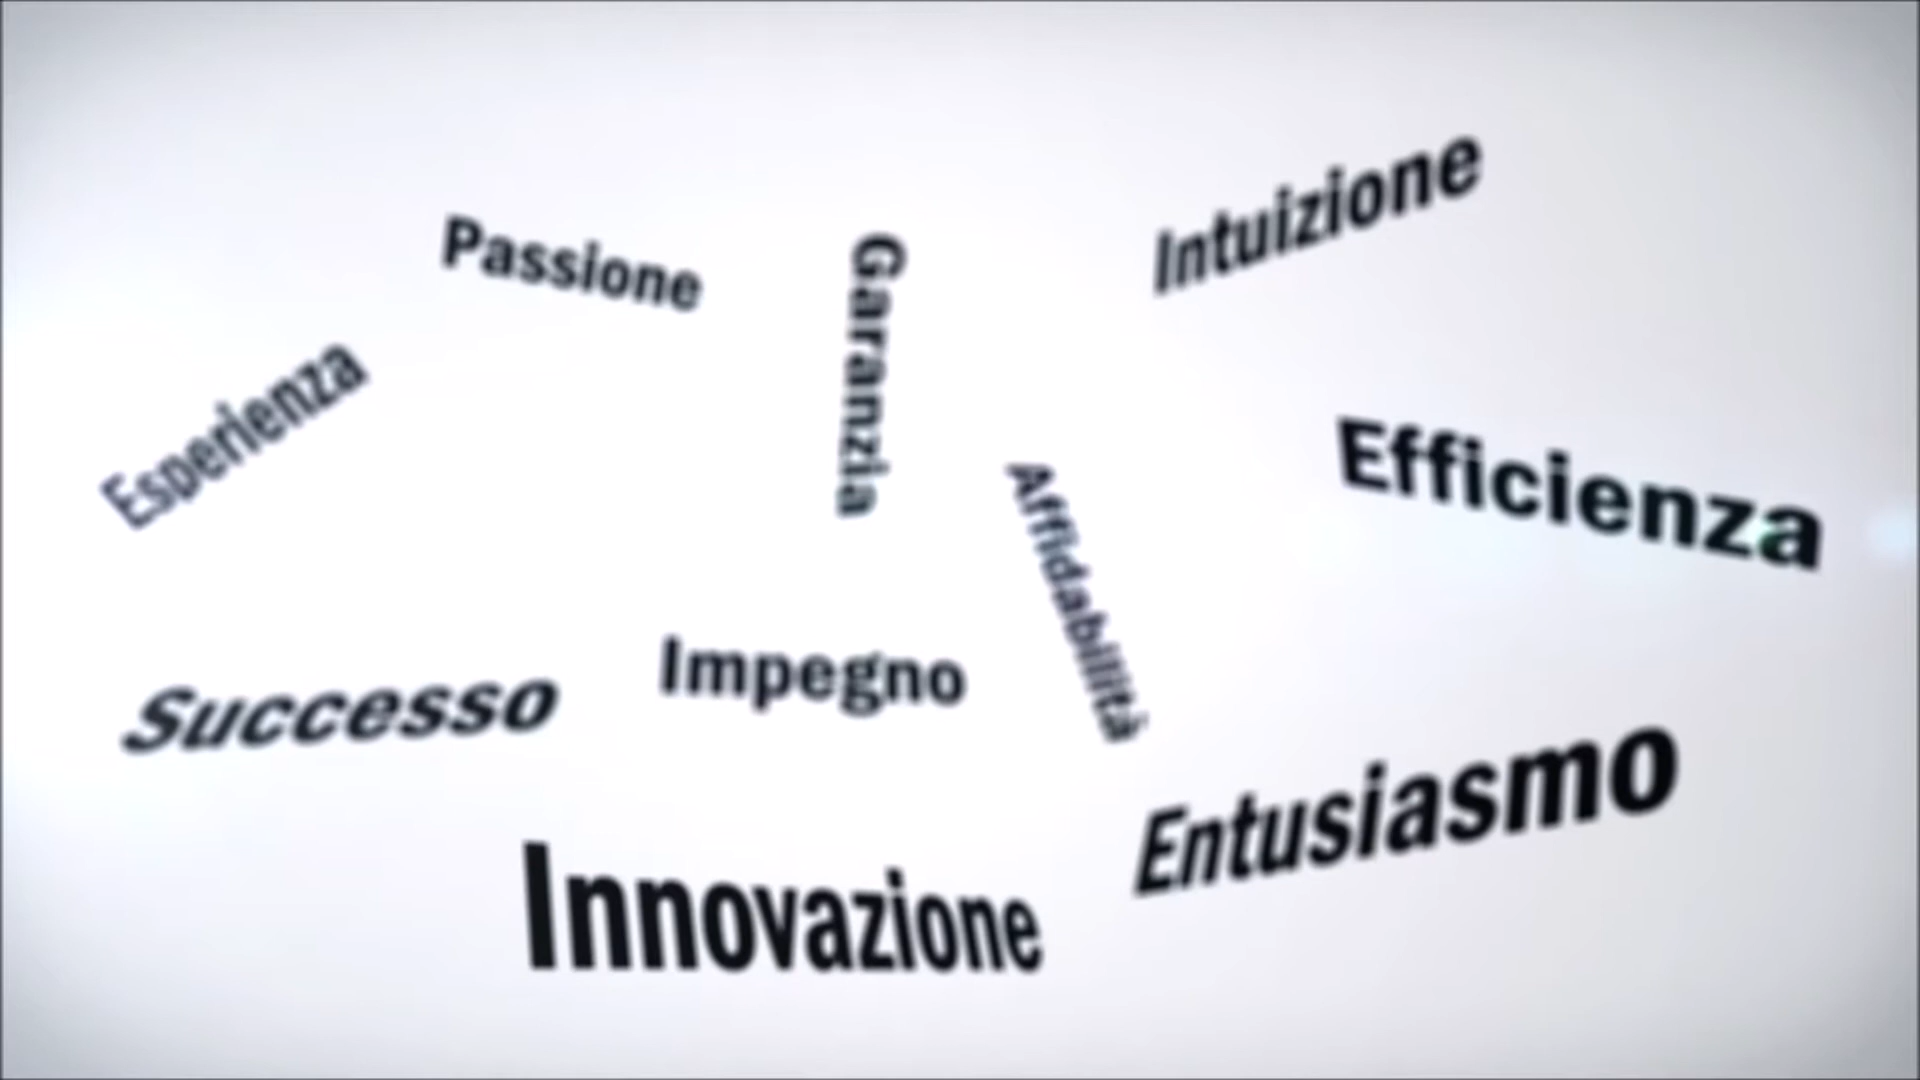 Intuizione
Passione
Garanzia
Esperienza
Efficienza
Affidabilità
Impegno
Successo
Entusiasmo
Innovazione